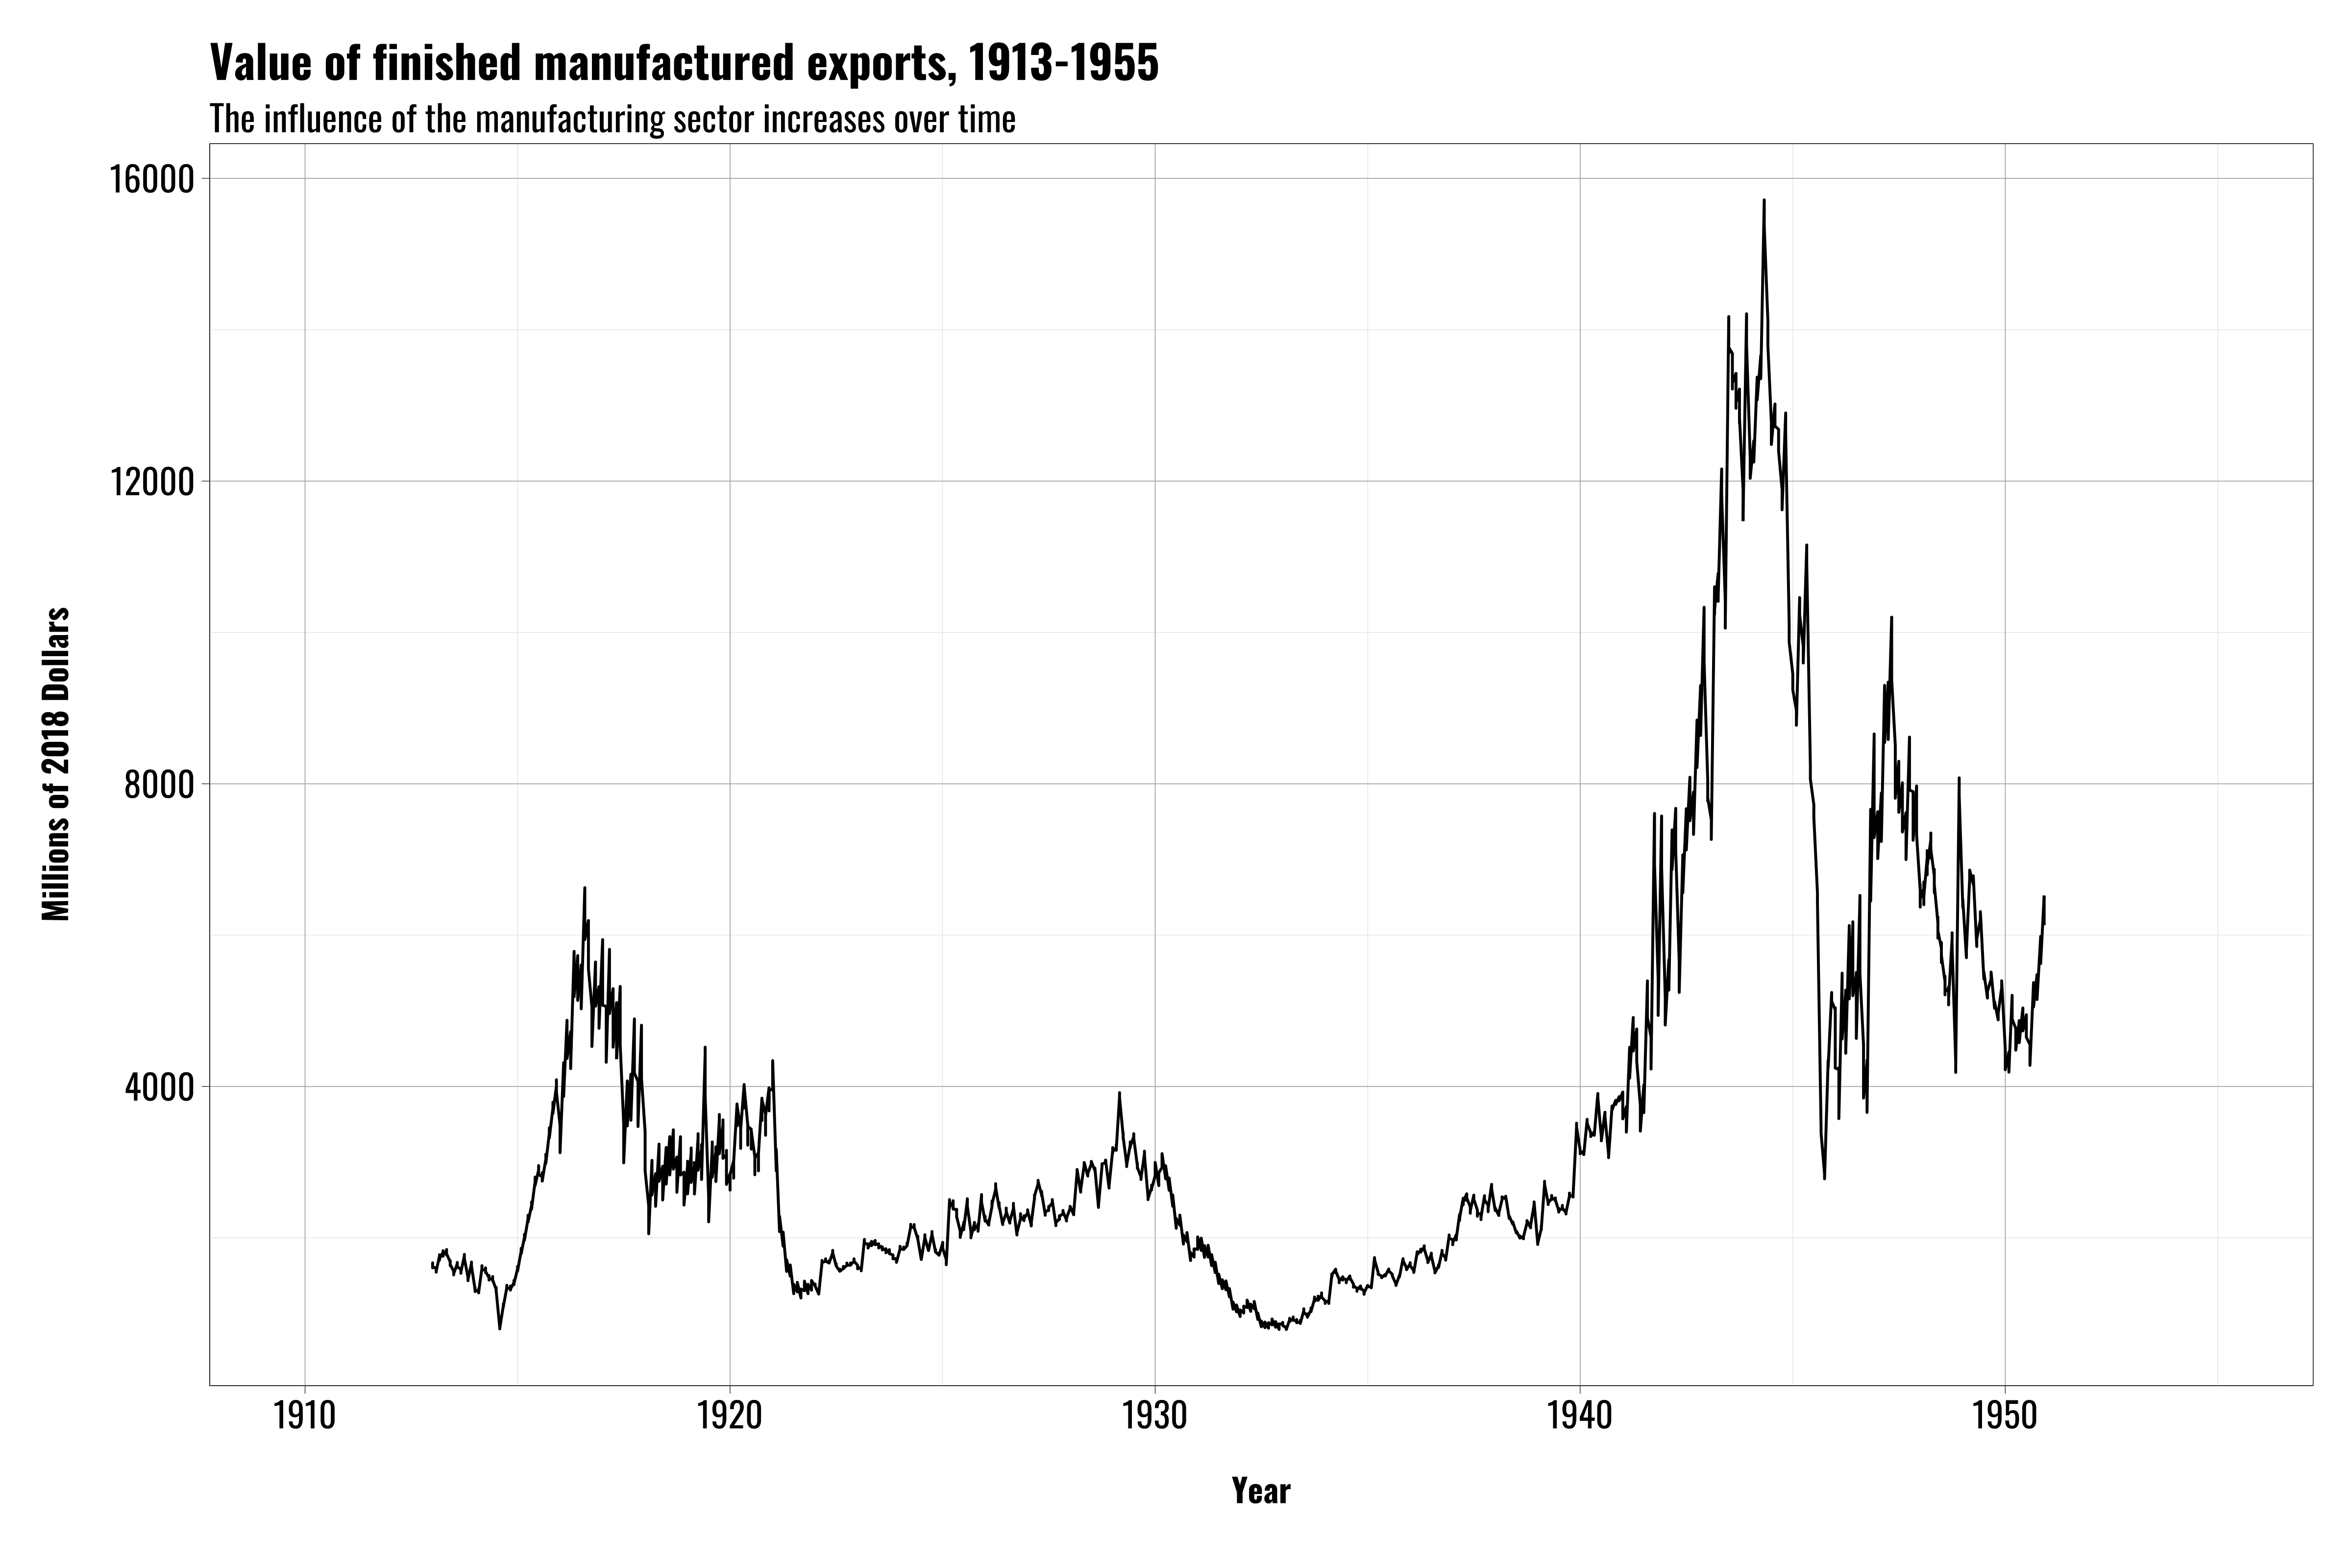 Value of finished manufactured exports, 1913-1955
The influence of the manufacturing sector increases over time
16000
12000
8000
4000
Millions of 2018 Dollars
1910
1920
1930
1940
1950
Year